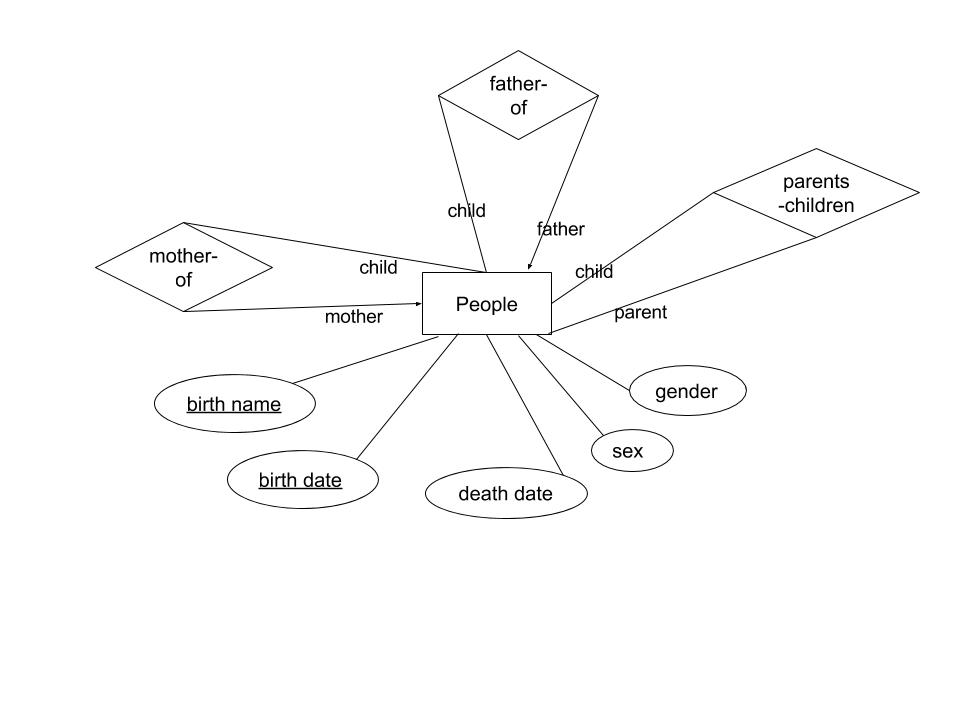 father-
of
parents
-children
child
father
mother-
of
child
child
People
mother
parent
birth name
gender
sex
birth date
death date